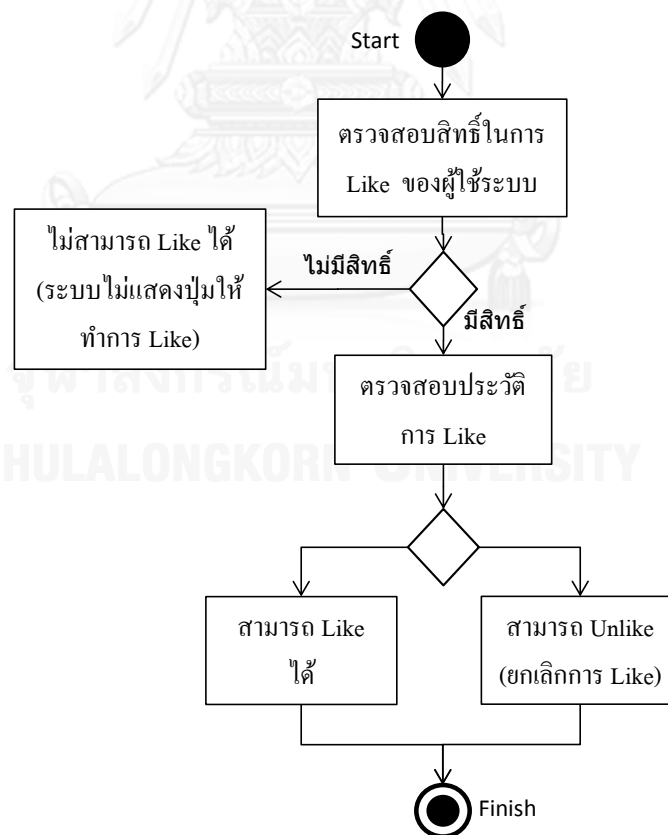 Start
ตรวจสอบสิทธิ์ในการ
Like ของผู้ใช้ระบบ
ไม่สามารถ Like ได้
(ระบบไม่แสดงปุ่มให้
ทำการ Like)
ไม่มีสิทธิ์
มีสิทธิ์
ตรวจสอบประวัติ
การ Like
HULALONGKORN UNIVERSITY
สามารถ Like
ได้
สามารถ Unlike
(ยกเลิกการ Like)
Finish